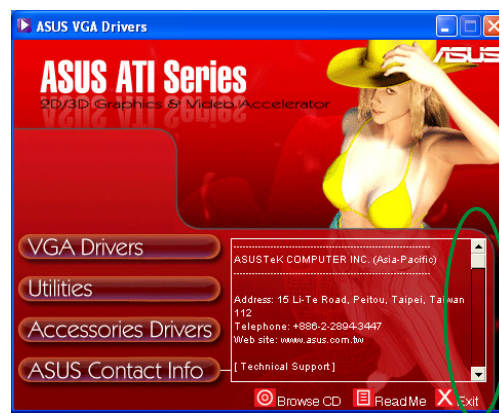 ASUS VGA Drivers
ASUS
ASUS ATI Series
2D/3D Graphics & Video Accelerator
VGA Drivers
Utilities
Accessories Drivers
ASUS Contact Info
----------------------------------------------------
ASUSTeK COMPUTER INC. (Asia-Pacific)
----------------------------------------------------
Address: 15 Li-Te Road, Peitou, Taipei, Taiwan
112
Telephone: +886-2-2894-3447
Web site: www.asus.com.tw
[ Technical Support ]
Browse CD
Read Me
Exit